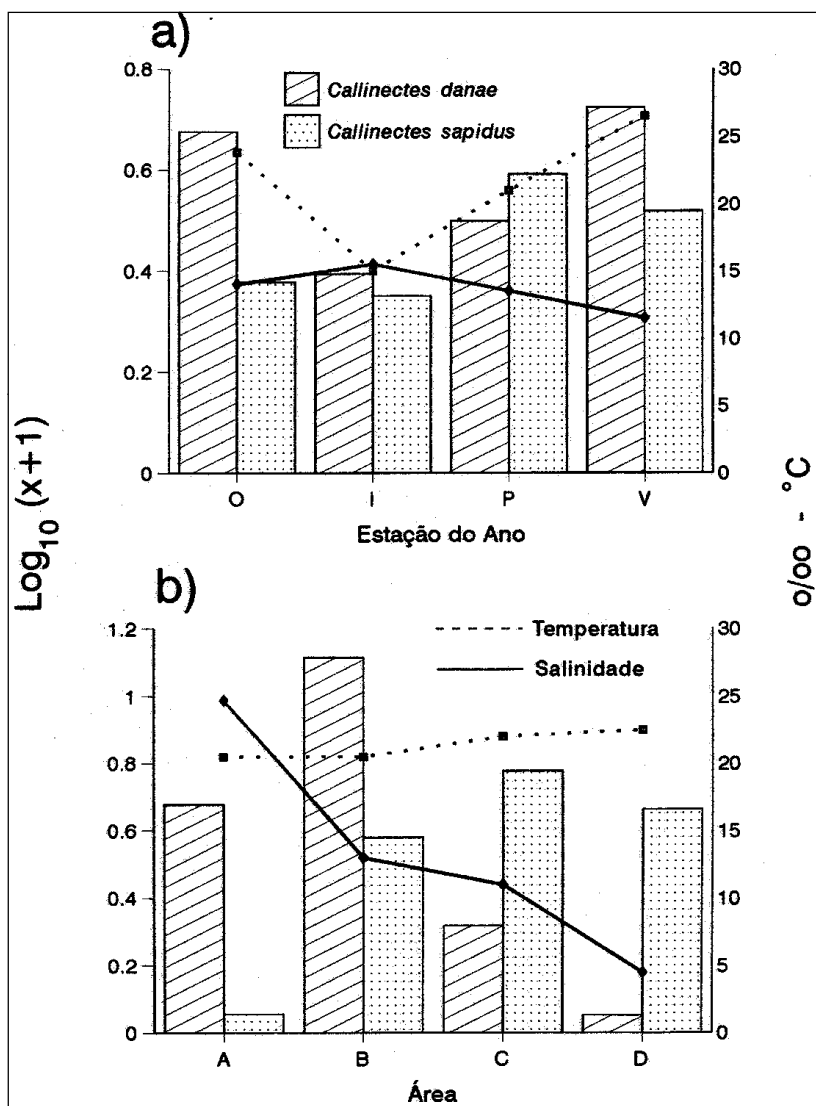 a)
0.8
0.6
0.4
0.2
0
30
25
20
15
10
5
0
Callinectes danae
Callinectes sapidus
O I P V
Estação do Ano
Log10 (x+1)
o/oo - °C
b)
1.2
1
0.8
0.6
0.4
0.2
0
30
25
20
15
10
5
0
Temperatura
Salinidade
A B C D
Área